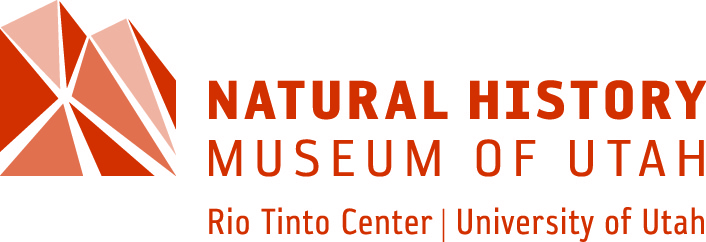 NATURAL HISTORY
MUSEUM OF UTAH
Rio Tinto Center | University of Utah